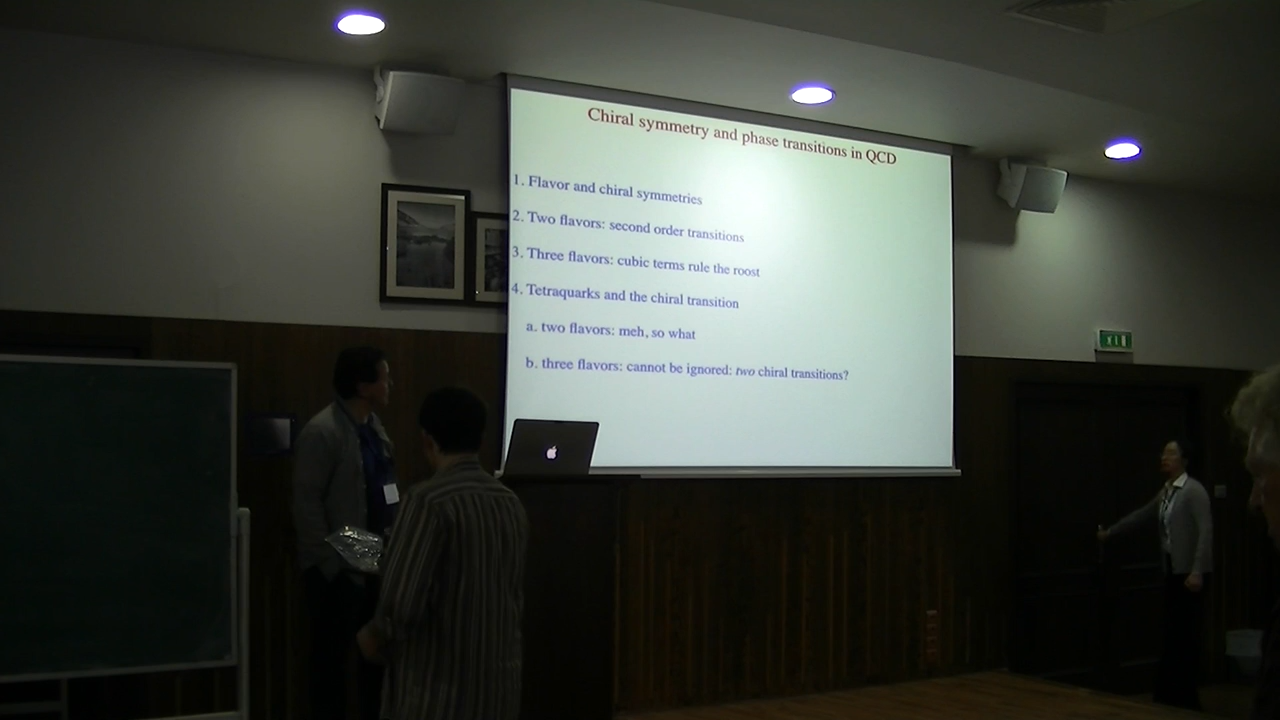 Chiral symmetry and phase transitions in QCD
1. Flavor and chiral symmetries
2. Two flavors: second order transitions
3. Three flavors: cubic terms rule the roost
4. Tetraquarks and the chiral transition
a. two flavors: meh, so what
b. three flavors: cannot be ignored: two chiral transitions?